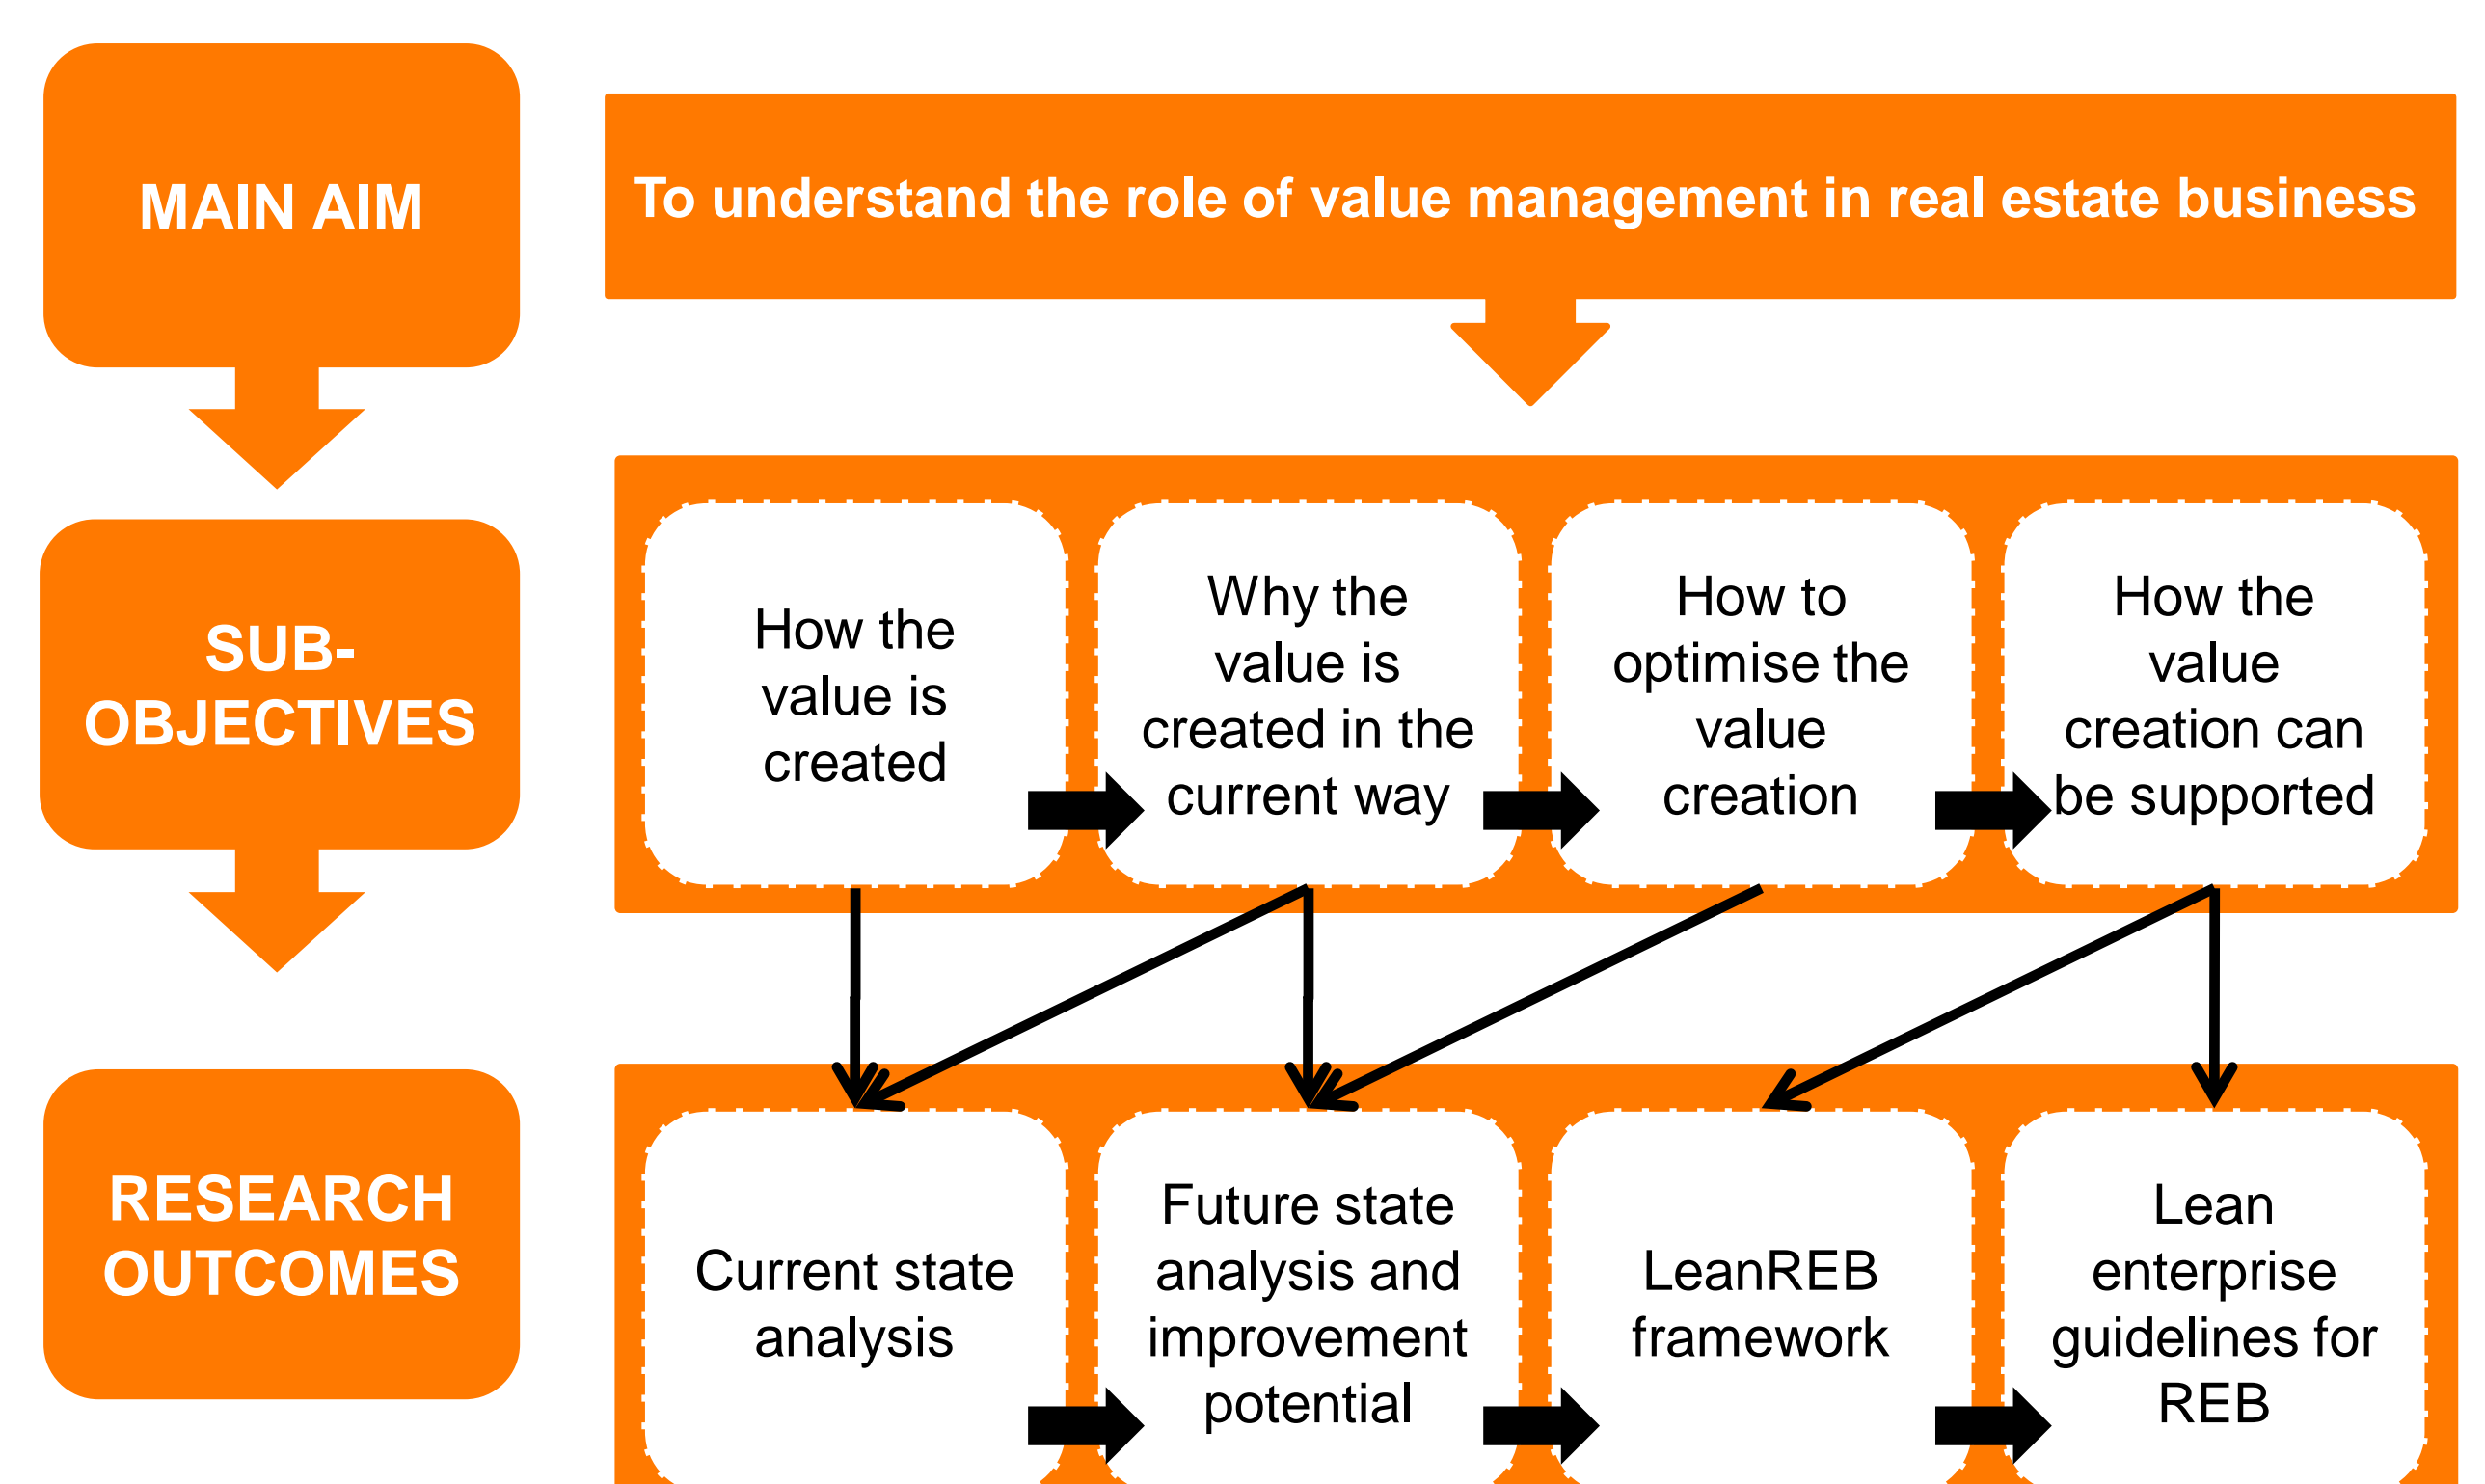 MAIN AIM
To understand the role of value management in real estate business
SUB-
OBJECTIVES
How the
value is
created
Why the
value is
created in the
current way
How to
optimise the
value
creation
How the
value
creation can
be supported
RESEARCH
OUTCOMES
Current state
analysis
Future state
analysis and
improvement
potential
LeanREB
framework
Lean
enterprise
guidelines for
REB